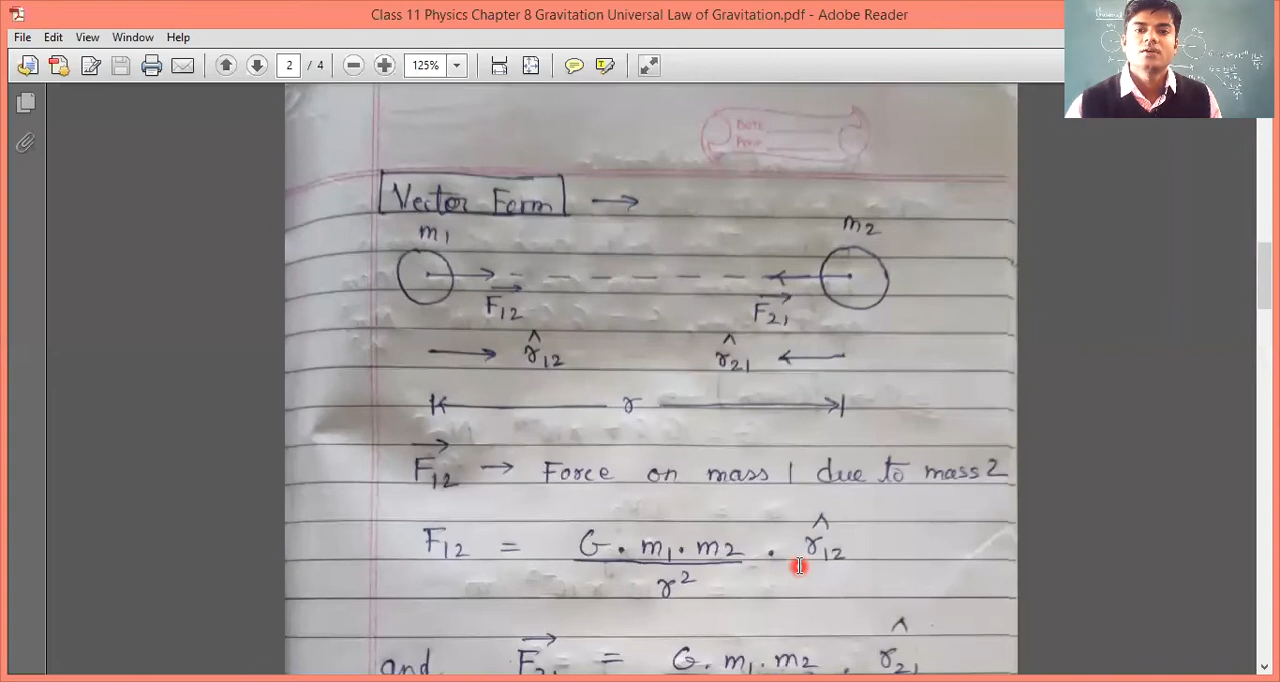 Class 11 Physics Chapter 8 Gravitation Universal Law of Gravitation.pdf - Adobe Reader
File Edit View Window Help
2 / 4 125%
Date
Vector Form →
m1 m2
F12 F21
r̂12 r̂21
r
F12 → Force on mass 1 due to mass 2
F12 = G · m1 · m2 / r² · r̂12
and F21 = G · m1 · m2 · r̂21